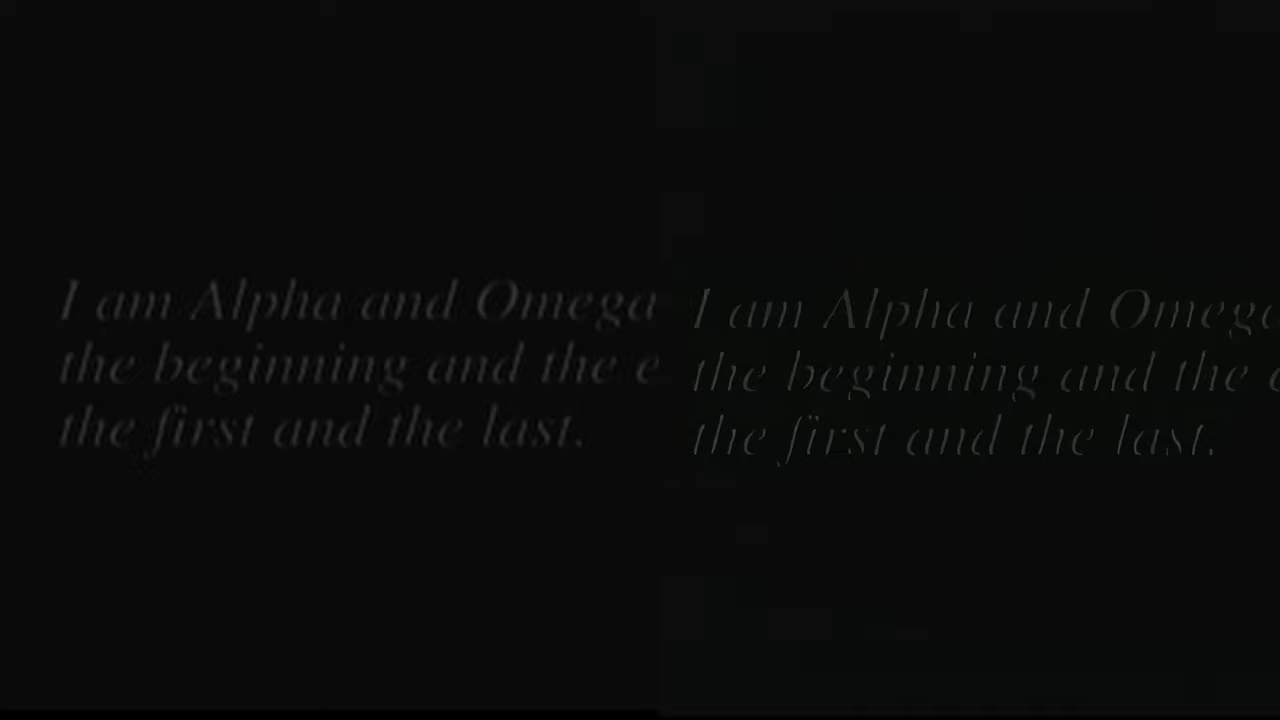 I am Alpha and Omega
the beginning and the e
the first and the last.
I am Alpha and Omega
the beginning and the e
the first and the last.